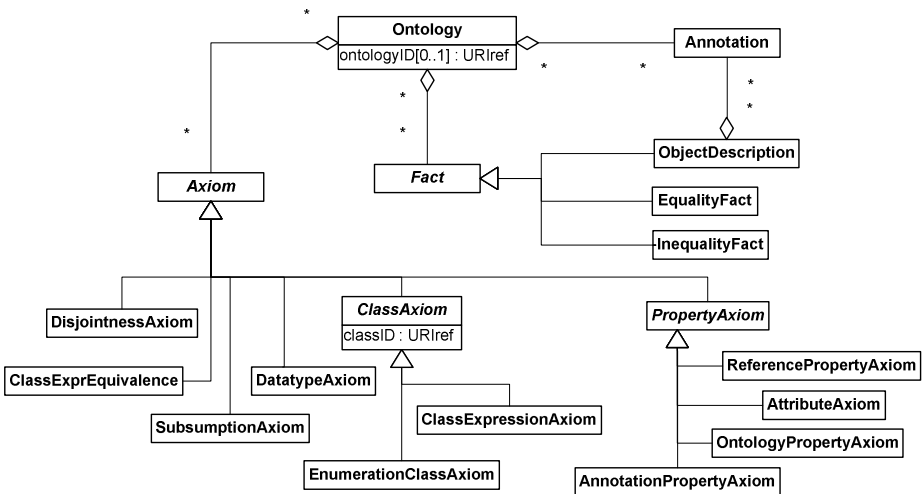 *
Ontology
ontologyID[0..1] : URIref
Annotation
*
*
*
*
*
*
*
ObjectDescription
Fact
Axiom
EqualityFact
InequalityFact
ClassAxiom
classID : URIref
PropertyAxiom
DisjointnessAxiom
ReferencePropertyAxiom
ClassExprEquivalence
DatatypeAxiom
AttributeAxiom
ClassExpressionAxiom
SubsumptionAxiom
OntologyPropertyAxiom
EnumerationClassAxiom
AnnotationPropertyAxiom